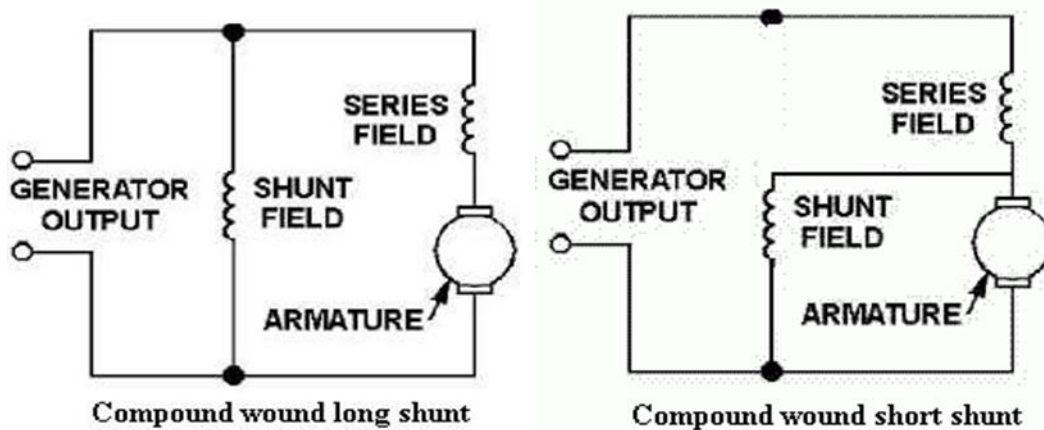 SERIES
FIELD
GENERATOR
OUTPUT
SHUNT
FIELD
ARMATURE
Compound wound long shunt
SERIES
FIELD
GENERATOR
OUTPUT
SHUNT
FIELD
ARMATURE
Compound wound short shunt